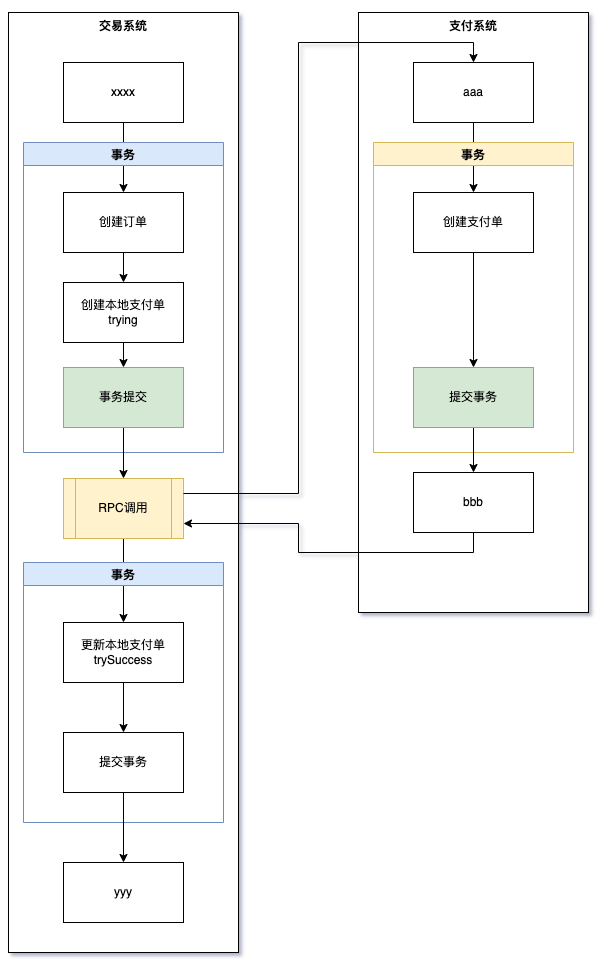 交易系统
xxxx
事务
创建订单
创建本地支付单
trying
事务提交
RPC调用
事务
更新本地支付单
trySuccess
提交事务
yyy
支付系统
aaa
事务
创建支付单
提交事务
bbb